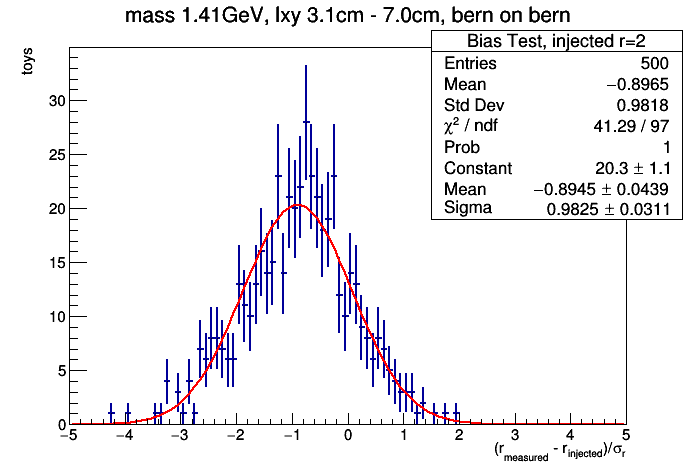 mass 1.41GeV, lxy 3.1cm - 7.0cm, bern on bern
Bias Test, injected r=2
Entries 500
Mean −0.8965
Std Dev 0.9818
χ² / ndf 41.29 / 97
Prob 1
Constant 20.3 ± 1.1
Mean −0.8945 ± 0.0439
Sigma 0.9825 ± 0.0311
toys
30
25
20
15
10
5
0
−5 −4 −3 −2 −1 0 1 2 3 4 5
(r_measured - r_injected)/σ_r